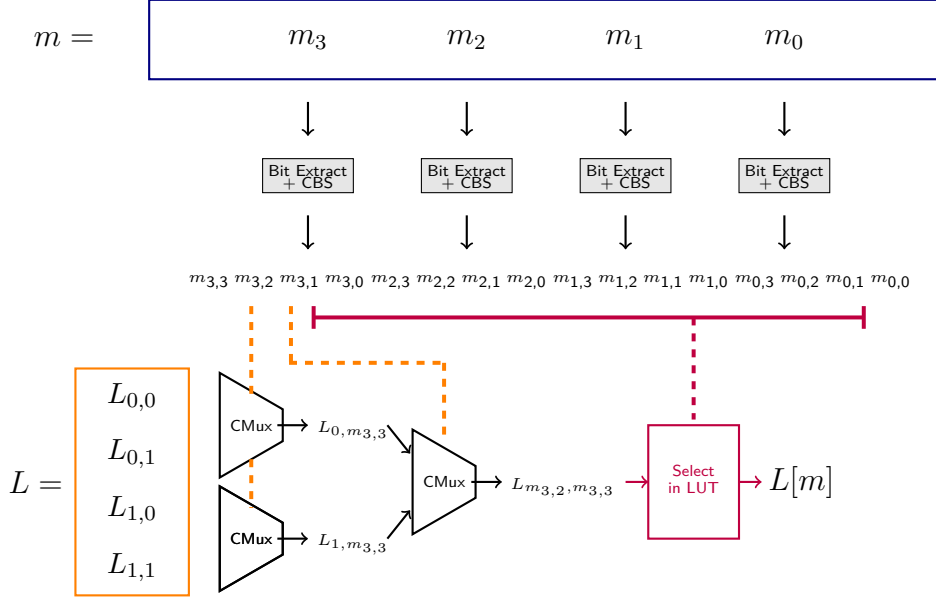 m = m_3 m_2 m_1 m_0
Bit Extract + CBS
Bit Extract + CBS
Bit Extract + CBS
Bit Extract + CBS
m_{3,3} m_{3,2} m_{3,1} m_{3,0} m_{2,3} m_{2,2} m_{2,1} m_{2,0} m_{1,3} m_{1,2} m_{1,1} m_{1,0} m_{0,3} m_{0,2} m_{0,1} m_{0,0}
L =
L_{0,0}
L_{0,1}
L_{1,0}
L_{1,1}
CMux
L_{0,m_{3,3}}
CMux
L_{1,m_{3,3}}
CMux
L_{m_{3,2},m_{3,3}}
Select
in LUT
L[m]